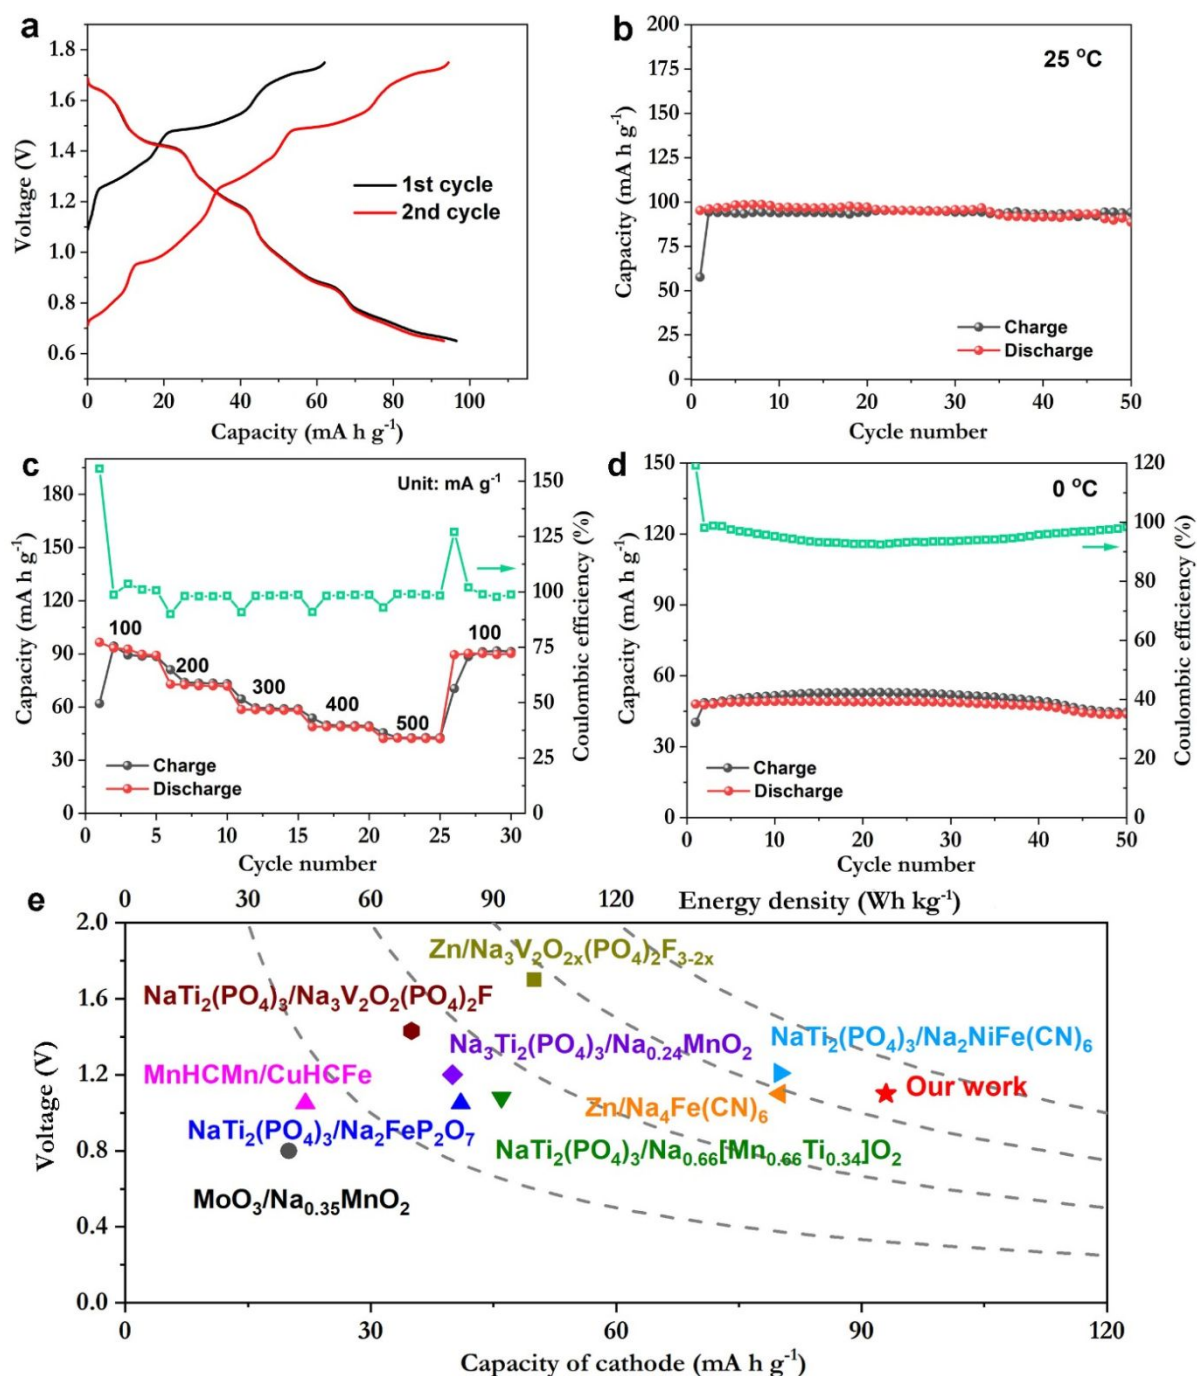 a
1.8
1.6
1.4
1.2
1.0
0.8
0.6
Voltage (V)
1st cycle
2nd cycle
0 20 40 60 80 100
Capacity (mA h g⁻¹)
b
25 °C
200
175
150
125
100
75
50
25
0
Capacity (mA h g⁻¹)
Charge
Discharge
0 10 20 30 40 50
Cycle number
c
Unit: mA g⁻¹
180
150
120
90
60
30
0
Capacity (mA h g⁻¹)
100
200
300
400
500
100
Charge
Discharge
150
125
100
75
50
25
0
Coulombic efficiency (%)
0 5 10 15 20 25 30
Cycle number
d
0 °C
150
120
90
60
30
0
Capacity (mA h g⁻¹)
Charge
Discharge
120
100
80
60
40
20
0
Coulombic efficiency (%)
0 10 20 30 40 50
Cycle number
e
0 30 60 90 120 Energy density (Wh kg⁻¹)
2.0
1.6
1.2
0.8
0.4
0.0
Voltage (V)
Zn/Na₃V₂O₂ₓ(PO₄)₂F₃₋₂ₓ
NaTi₂(PO₄)₃/Na₃V₂O₂(PO₄)₂F
Na₃Ti₂(PO₄)₃/Na₀.₂₄MnO₂
NaTi₂(PO₄)₃/Na₂NiFe(CN)₆
MnHCMn/CuHCFe
Our work
Zn/Na₄Fe(CN)₆
NaTi₂(PO₄)₃/Na₂FeP₂O₇
NaTi₂(PO₄)₃/Na₀.₆₆[Mn₀.₆₆Ti₀.₃₄]O₂
MoO₃/Na₀.₃₅MnO₂
0 30 60 90 120
Capacity of cathode (mA h g⁻¹)